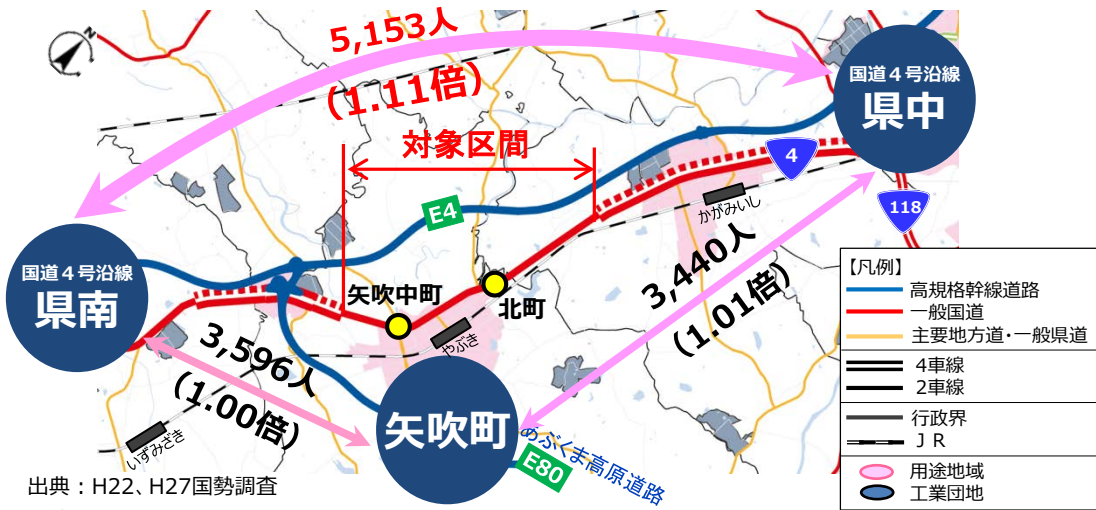 N
5,153人
(1.11倍)
国道４号沿線
県中
対象区間
4
かがみいし
118
E4
国道４号沿線
県南
矢吹中町
北町
3,440人
(1.01倍)
やぶき
3,596人
(1.00倍)
矢吹町
いずみざき
あぶくま高原道路
E80
出典：H22、H27国勢調査
【凡例】
高規格幹線道路
一般国道
主要地方道・一般県道
４車線
２車線
行政界
ＪＲ
用途地域
工業団地